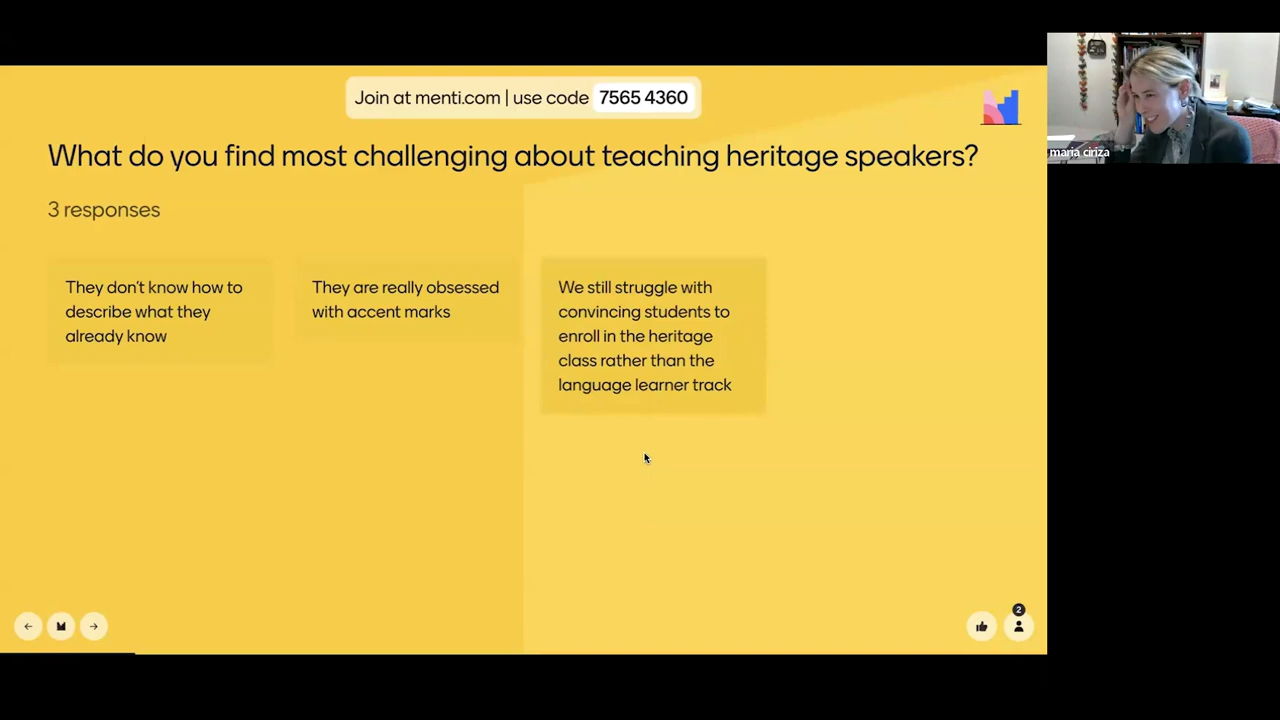 Join at menti.com | use code 7565 4360
What do you find most challenging about teaching heritage speakers?
3 responses
They don't know how to
describe what they
already know
They are really obsessed
with accent marks
We still struggle with
convincing students to
enroll in the heritage
class rather than the
language learner track
maria ciriza
2